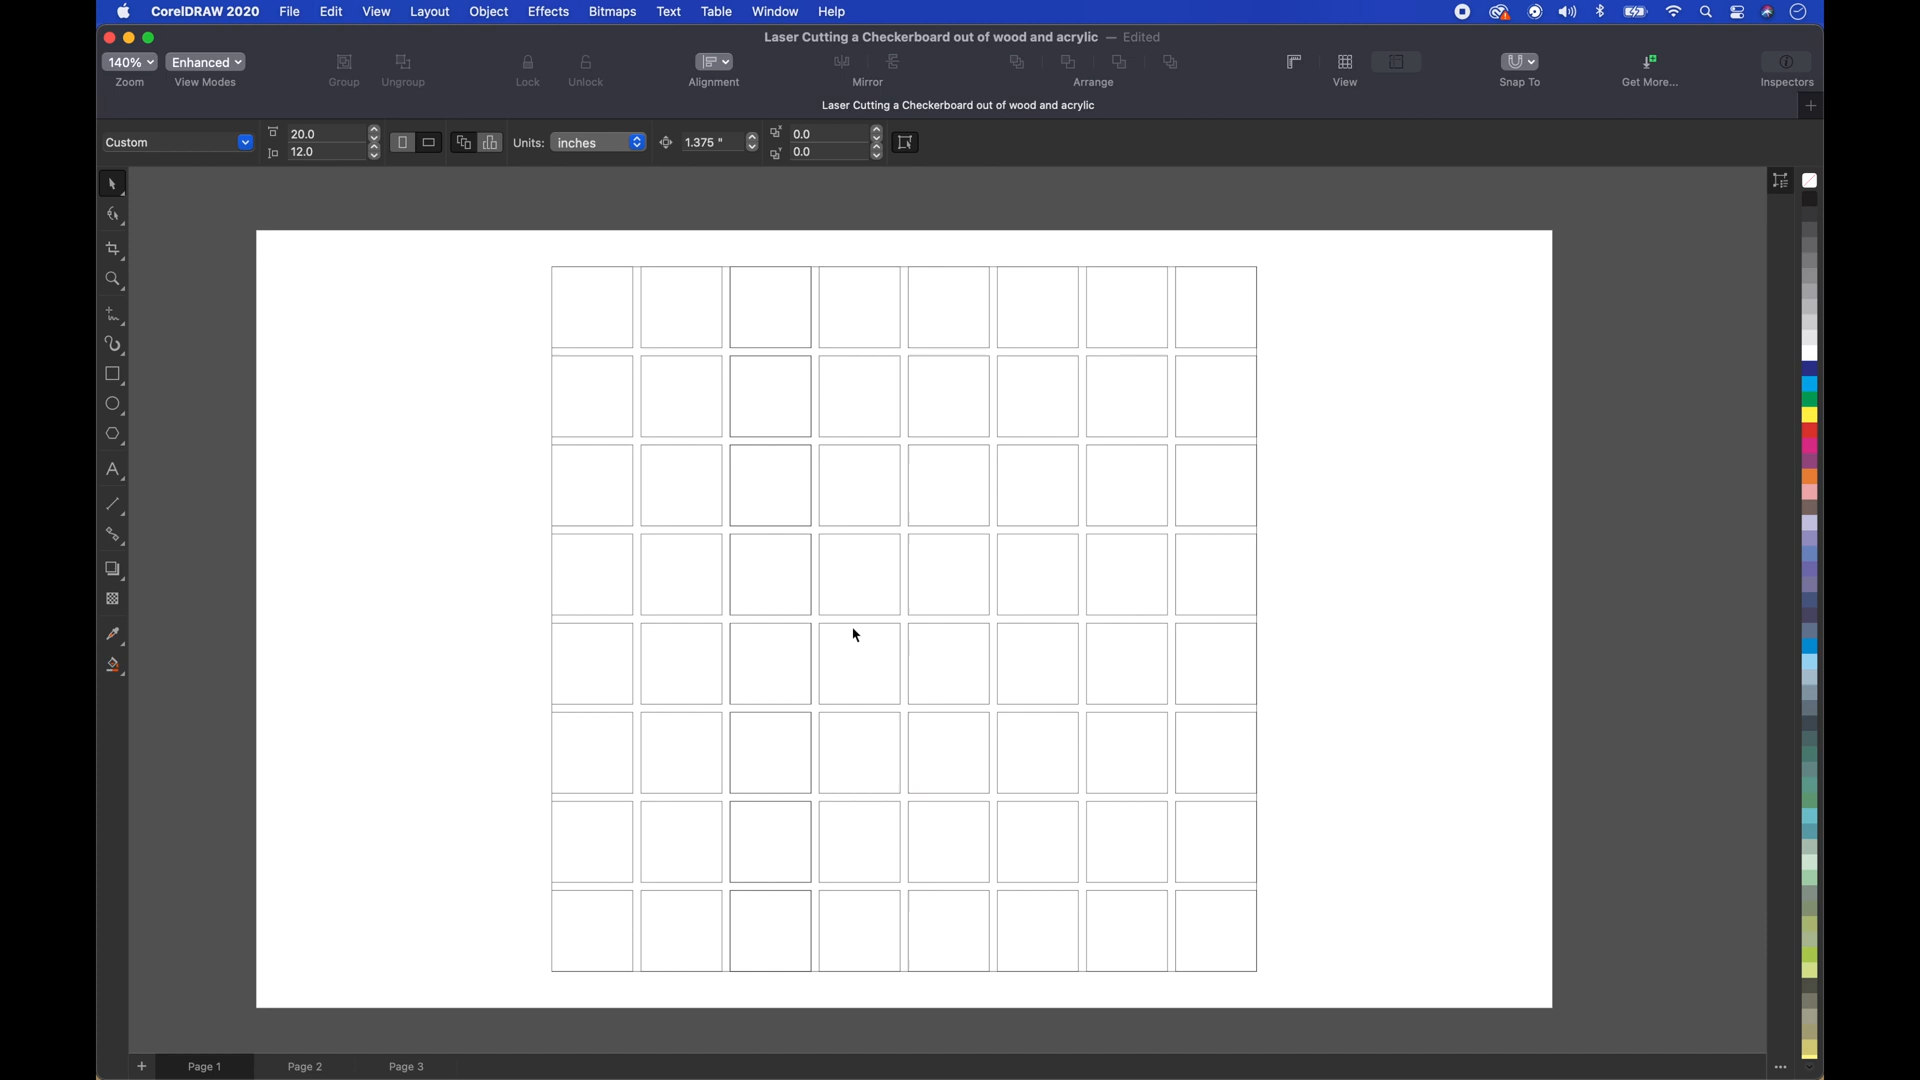 CorelDRAW 2020 File Edit View Layout Object Effects Bitmaps Text Table Window Help
Laser Cutting a Checkerboard out of wood and acrylic — Edited
140% Enhanced
Zoom View Modes Group Ungroup Lock Unlock Alignment Mirror Arrange View Snap To Get More... Inspectors
Laser Cutting a Checkerboard out of wood and acrylic
Custom 20.0 12.0 Units: inches 1.375 " 0.0 0.0
Page 1 Page 2 Page 3